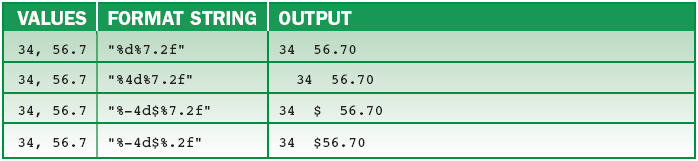 VALUES FORMAT STRING OUTPUT
34, 56.7 "%d%7.2f" 34  56.70
34, 56.7 "%4d%7.2f"   34  56.70
34, 56.7 "%-4d$%7.2f" 34  $  56.70
34, 56.7 "%-4d$%.2f" 34  $56.70